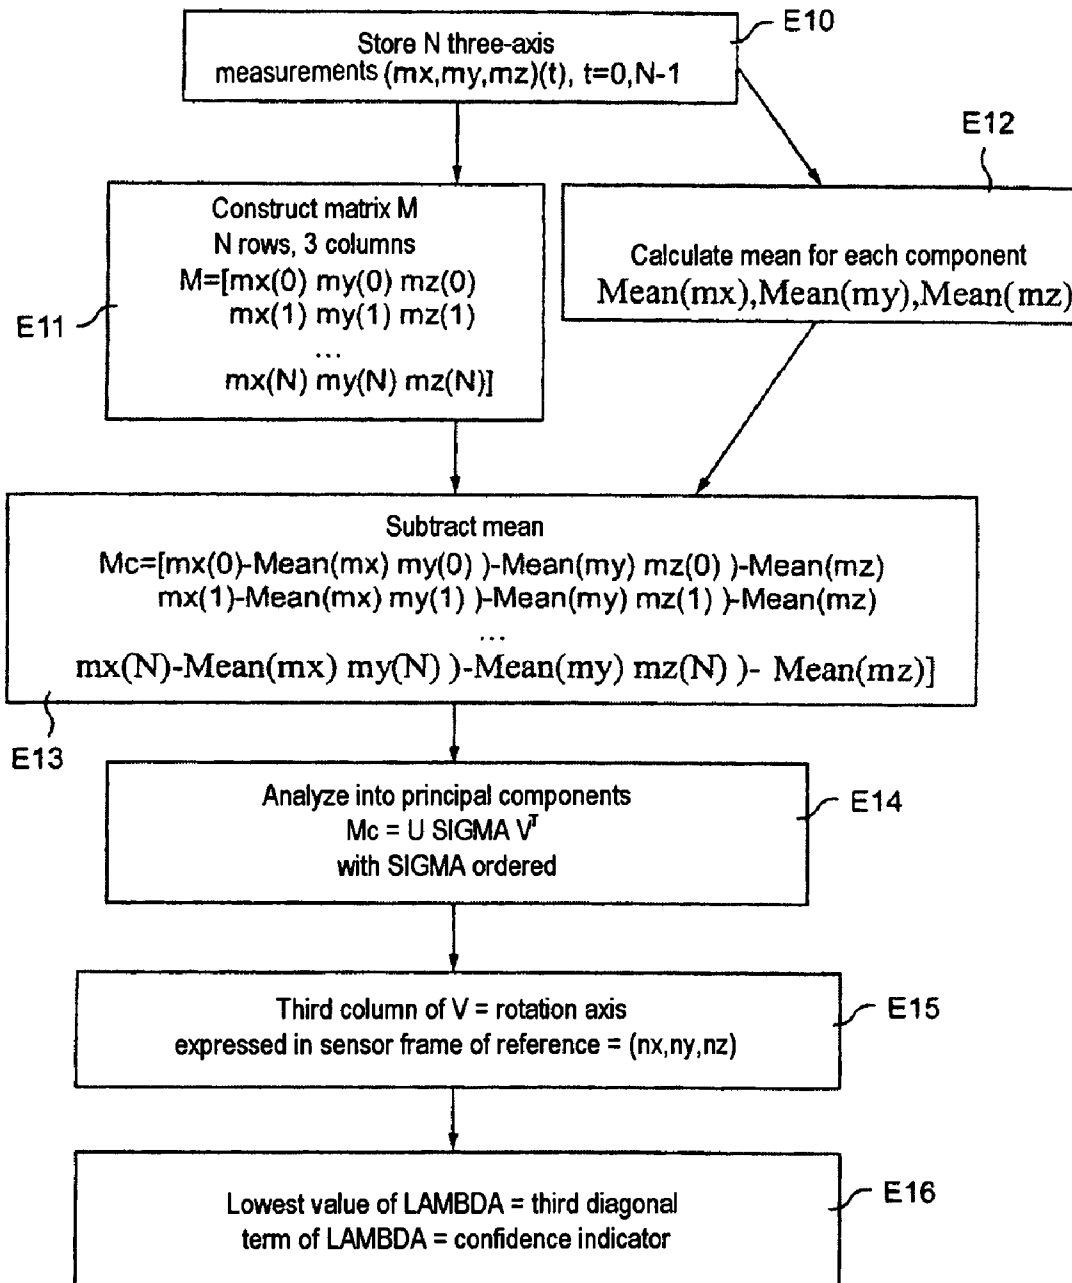 E10
Store N three-axis
measurements (mx,my,mz)(t), t=0,N-1
E12
Construct matrix M
N rows, 3 columns
M=[mx(0) my(0) mz(0)
mx(1) my(1) mz(1)
...
mx(N) my(N) mz(N)]
E11
Calculate mean for each component
Mean(mx),Mean(my),Mean(mz)
Subtract mean
Mc=[mx(0)-Mean(mx) my(0) )-Mean(my) mz(0) )-Mean(mz)
mx(1)-Mean(mx) my(1) )-Mean(my) mz(1) )-Mean(mz)
...
mx(N)-Mean(mx) my(N) )-Mean(my) mz(N) )- Mean(mz)]
E13
Analyze into principal components
Mc = U SIGMA V^T
with SIGMA ordered
E14
Third column of V = rotation axis
expressed in sensor frame of reference = (nx,ny,nz)
E15
Lowest value of LAMBDA = third diagonal
term of LAMBDA = confidence indicator
E16